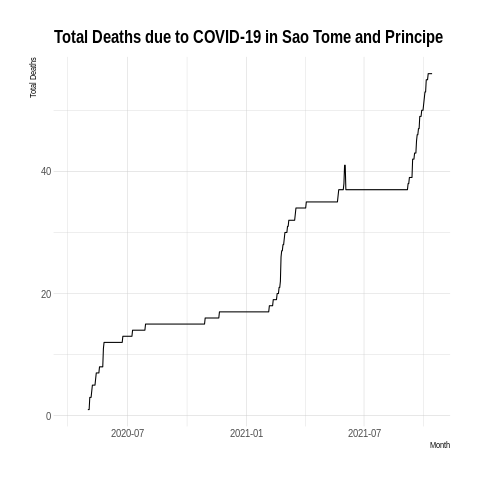 Total Deaths due to COVID-19 in Sao Tome and Principe
Total Deaths
40
20
0
2020-07 2021-01 2021-07
Month